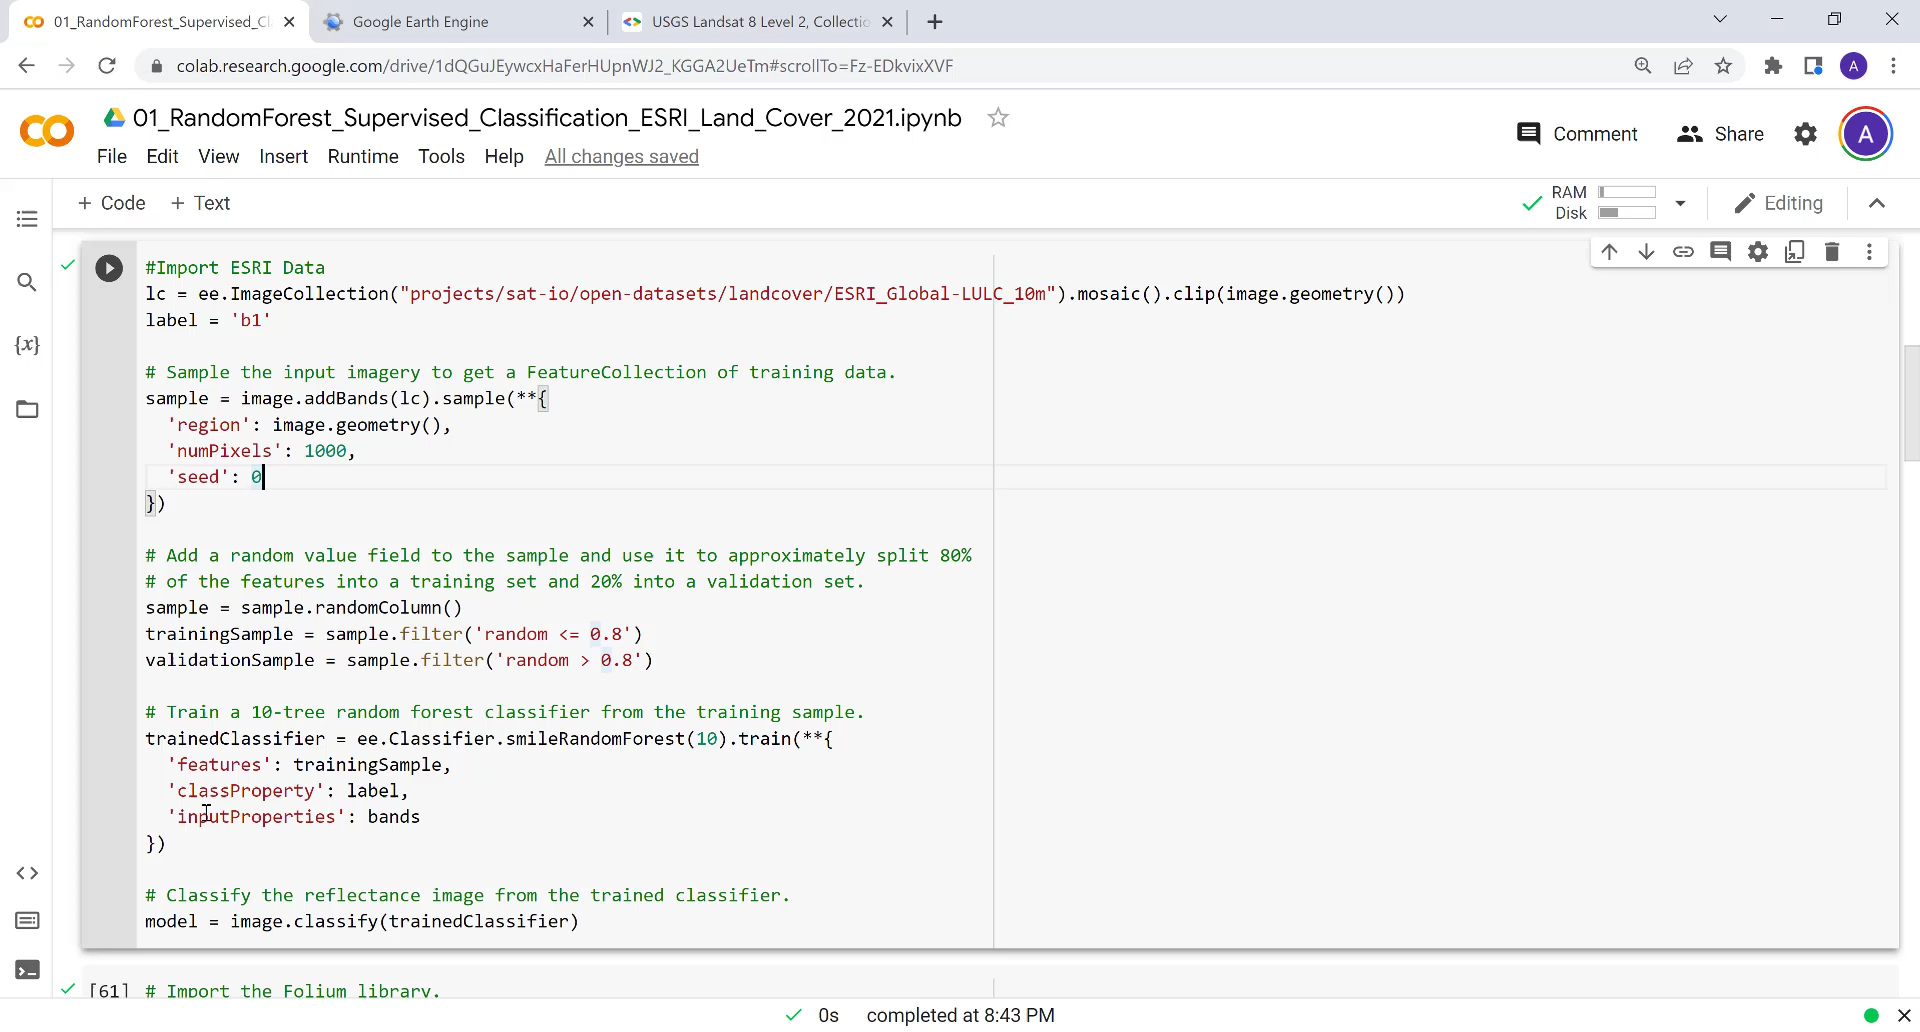 01_RandomForest_Supervised_Cl
Google Earth Engine
USGS Landsat 8 Level 2, Collectio
colab.research.google.com/drive/1dQGuJEywcxHaFerHUpnWJ2_KGGA2UeTm#scrollTo=Fz-EDkvixXVF
A
01_RandomForest_Supervised_Classification_ESRI_Land_Cover_2021.ipynb
Comment
Share
A
File Edit View Insert Runtime Tools Help All changes saved
+ Code + Text
RAM
Disk
Editing
#Import ESRI Data
lc = ee.ImageCollection("projects/sat-io/open-datasets/landcover/ESRI_Global-LULC_10m").mosaic().clip(image.geometry())
label = 'b1'
# Sample the input imagery to get a FeatureCollection of training data.
sample = image.addBands(lc).sample(**{
'region': image.geometry(),
'numPixels': 1000,
'seed': 0
})
# Add a random value field to the sample and use it to approximately split 80%
# of the features into a training set and 20% into a validation set.
sample = sample.randomColumn()
trainingSample = sample.filter('random <= 0.8')
validationSample = sample.filter('random > 0.8')
# Train a 10-tree random forest classifier from the training sample.
trainedClassifier = ee.Classifier.smileRandomForest(10).train(**{
'features': trainingSample,
'classProperty': label,
'inputProperties': bands
})
# Classify the reflectance image from the trained classifier.
model = image.classify(trainedClassifier)
[61] # Import the Folium library.
0s completed at 8:43 PM